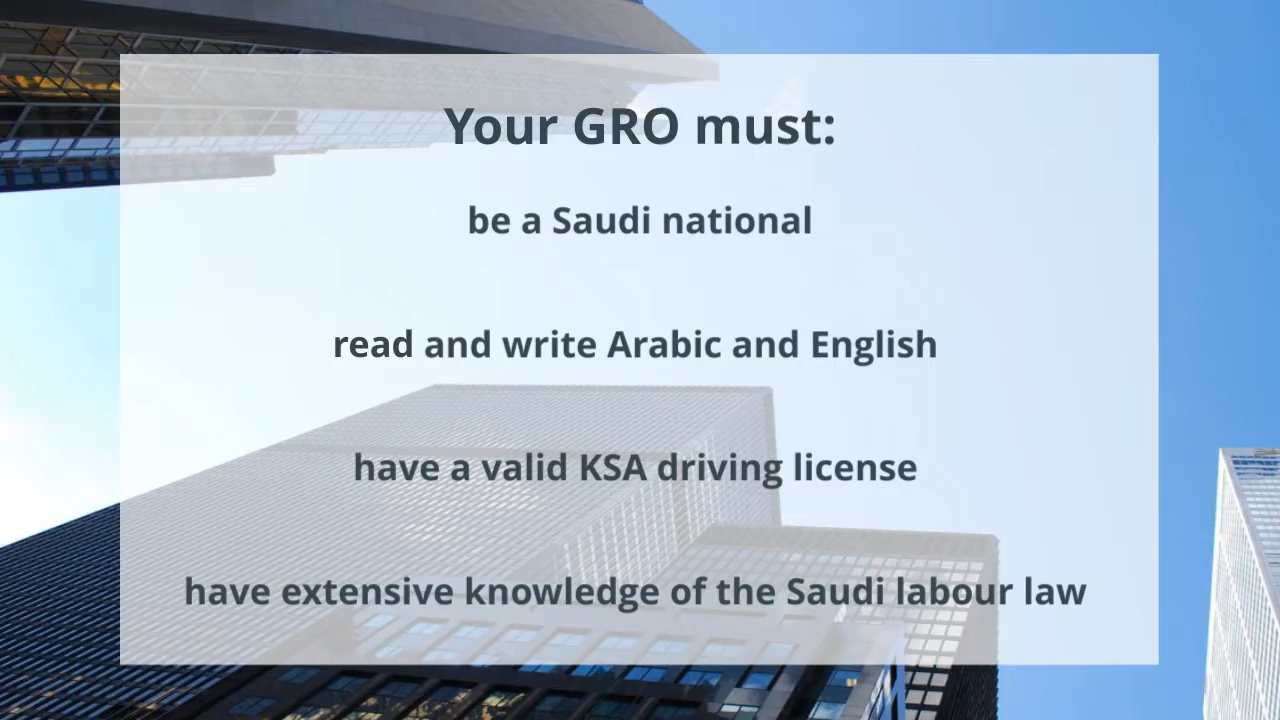 Your GRO must:
be a Saudi national
read and write Arabic and English
have a valid KSA driving license
have extensive knowledge of the Saudi labour law